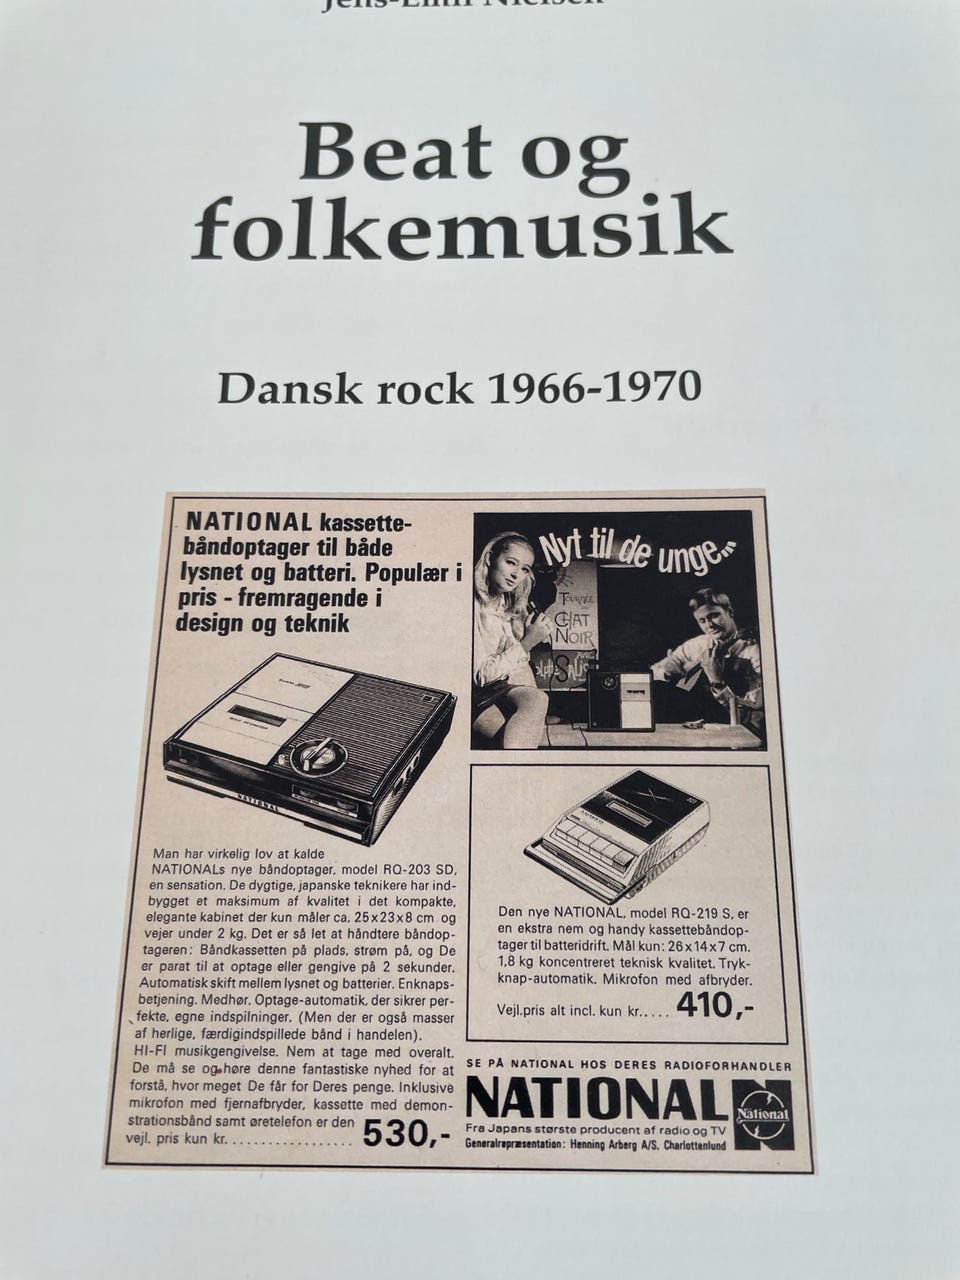 Jens-Emil Nielsen
Beat og
folkemusik
Dansk rock 1966-1970
NATIONAL kassette-
båndoptager til både
lysnet og batteri. Populær i
pris - fremragende i
design og teknik
Nyt til de unge...
TOURNÉE
DU
CHAT
NOIR
NATIONAL
Man har virkelig lov at kalde
NATIONALs nye båndoptager, model RQ-203 SD,
en sensation. De dygtige, japanske teknikere har ind-
bygget et maksimum af kvalitet i det kompakte,
elegante kabinet der kun måler ca. 25x23x8 cm og
vejer under 2 kg. Det er så let at håndtere båndop-
tageren: Båndkassetten på plads, strøm på, og De
er parat til at optage eller gengive på 2 sekunder.
Automatisk skift mellem lysnet og batterier. Enknaps-
betjening. Medhør. Optage-automatik, der sikrer per-
fekte, egne indspilninger. (Men der er også masser
af herlige, færdigindspillede bånd i handelen).
HI-FI musikgengivelse. Nem at tage med overalt.
De må se og høre denne fantastiske nyhed for at
forstå, hvor meget De får for Deres penge. Inklusive
mikrofon med fjernafbryder, kassette med demon-
strationsbånd samt øretelefon er den
vejl. pris kun kr.................. 530,-
Den nye NATIONAL, model RQ-219 S, er
en ekstra nem og handy kassettebåndop-
tager til batteridrift. Mål kun: 26x14x7 cm.
1,8 kg koncentreret teknisk kvalitet. Tryk-
knap-automatik. Mikrofon med afbryder.
Vejl.pris alt incl. kun kr..... 410,-
SE PÅ NATIONAL HOS DERES RADIOFORHANDLER
NATIONAL
National
Fra Japans største producent af radio og TV
Generalrepræsentation: Henning Arberg A/S. Charlottenlund